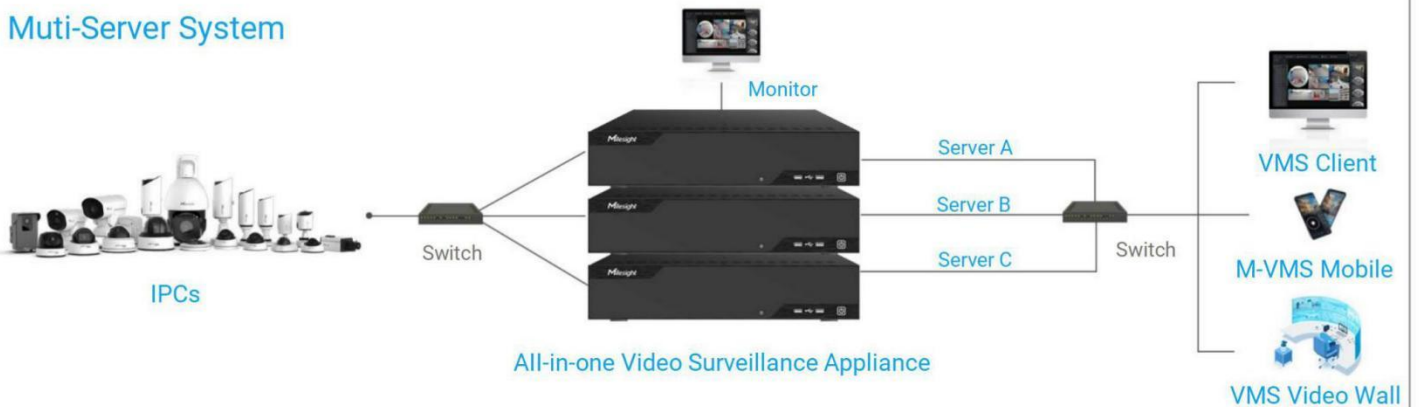 Muti-Server System
Monitor
Milesight
Server A
VMS Client
Milesight
Server B
Switch
Switch
M-VMS Mobile
Milesight
Server C
IPCs
All-in-one Video Surveillance Appliance
VMS Video Wall